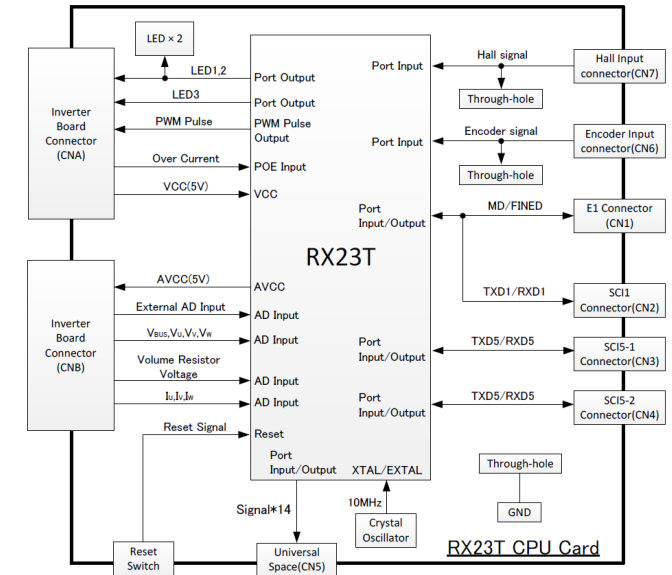 LED × 2
LED1,2
LED3
PWM Pulse
Over Current
VCC(5V)
Inverter
Board
Connector
(CNA)
Port Output
Port Output
PWM Pulse
Output
POE Input
VCC
Port Input
Hall signal
Hall Input
connector(CN7)
Through-hole
Port Input
Encoder signal
Encoder Input
connector(CN6)
Through-hole
Port
Input/Output
MD/FINED
E1 Connector
(CN1)
RX23T
AVCC(5V)
External AD Input
VBUS,VU,VV,VW
Volume Resistor
Voltage
IU,IV,IW
Inverter
Board
Connector
(CNB)
AVCC
AD Input
AD Input
AD Input
AD Input
TXD1/RXD1
SCI1
Connector(CN2)
Port
Input/Output
TXD5/RXD5
SCI5-1
Connector(CN3)
Port
Input/Output
TXD5/RXD5
SCI5-2
Connector(CN4)
Reset Signal
Reset
Port
Input/Output
XTAL/EXTAL
Through-hole
GND
Signal*14
10MHz
Crystal
Oscillator
Reset
Switch
Universal
Space(CN5)
RX23T CPU Card